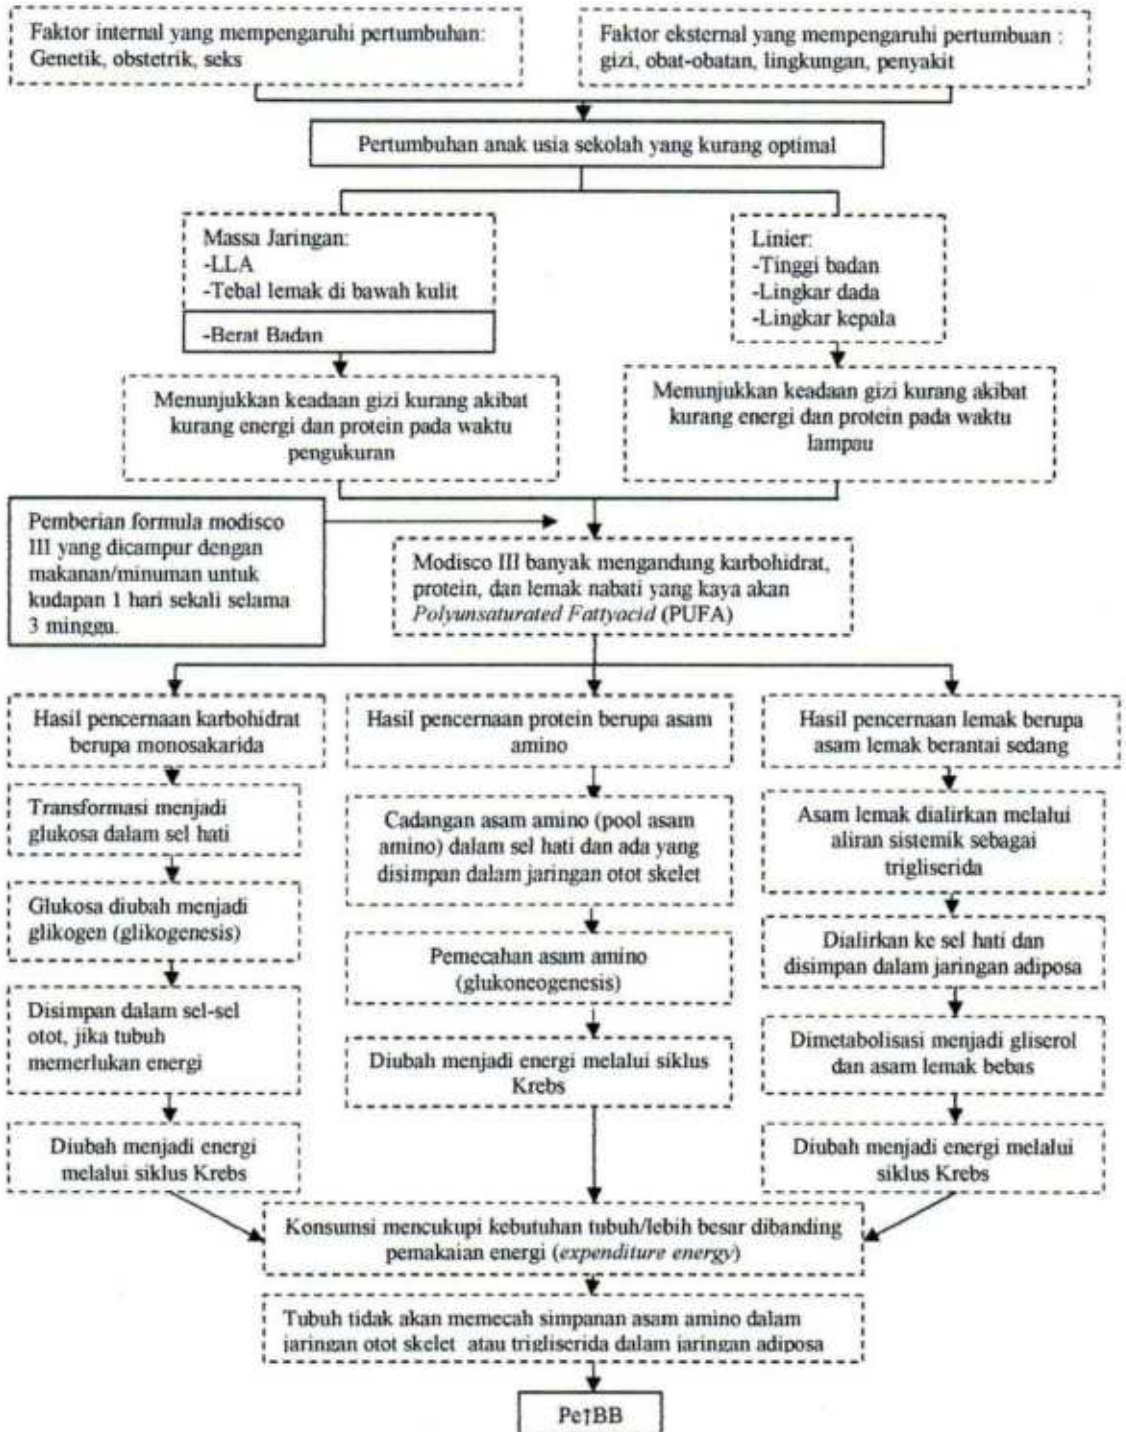 Faktor internal yang mempengaruhi pertumbuhan:
Genetik, obstetrik, seks
Faktor eksternal yang mempengaruhi pertumbuan :
gizi, obat-obatan, lingkungan, penyakit
Pertumbuhan anak usia sekolah yang kurang optimal
Massa Jaringan:
-LLA
-Tebal lemak di bawah kulit
-Berat Badan
Linier:
-Tinggi badan
-Lingkar dada
-Lingkar kepala
Menunjukkan keadaan gizi kurang akibat
kurang energi dan protein pada waktu
pengukuran
Menunjukkan keadaan gizi kurang akibat
kurang energi dan protein pada waktu
lampau
Pemberian formula modisco
III yang dicampur dengan
makanan/minuman untuk
kudapan 1 hari sekali selama
3 minggu.
Modisco III banyak mengandung karbohidrat,
protein, dan lemak nabati yang kaya akan
Polyunsaturated Fattyacid (PUFA)
Hasil pencernaan karbohidrat
berupa monosakarida
Hasil pencernaan protein berupa asam
amino
Hasil pencernaan lemak berupa
asam lemak berantai sedang
Transformasi menjadi
glukosa dalam sel hati
Cadangan asam amino (pool asam
amino) dalam sel hati dan ada yang
disimpan dalam jaringan otot skelet
Asam lemak dialirkan melalui
aliran sistemik sebagai
trigliserida
Glukosa diubah menjadi
glikogen (glikogenesis)
Pemecahan asam amino
(glukoneogenesis)
Dialirkan ke sel hati dan
disimpan dalam jaringan adiposa
Disimpan dalam sel-sel
otot, jika tubuh
memerlukan energi
Diubah menjadi energi melalui siklus
Krebs
Dimetabolisasi menjadi gliserol
dan asam lemak bebas
Diubah menjadi energi
melalui siklus Krebs
Diubah menjadi energi melalui
siklus Krebs
Konsumsi mencukupi kebutuhan tubuh/lebih besar dibanding
pemakaian energi (expenditure energy)
Tubuh tidak akan memecah simpanan asam amino dalam
jaringan otot skelet atau trigliserida dalam jaringan adiposa
Pe↑BB